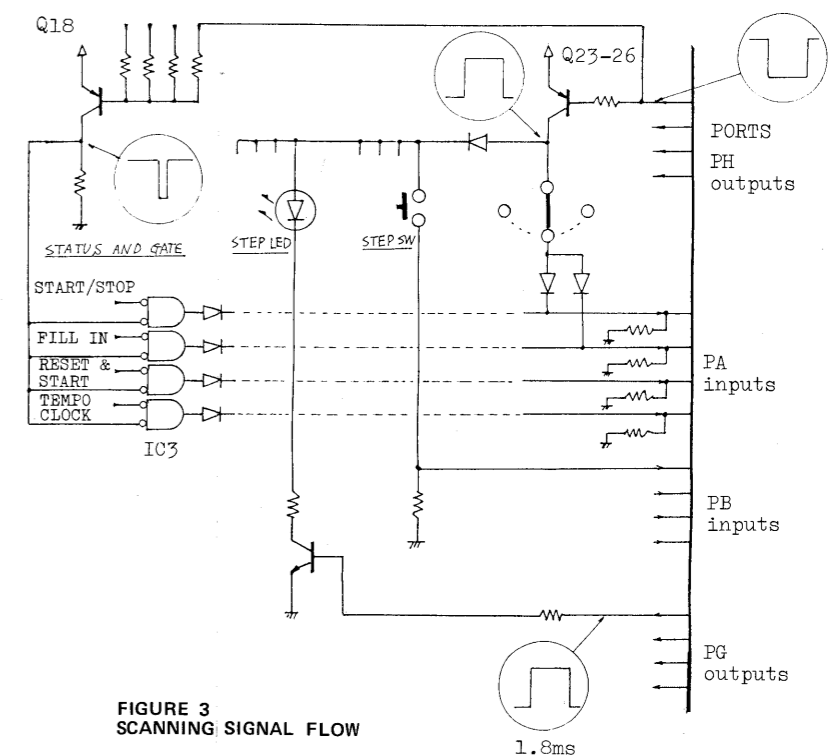 Q18
Q23-26
PORTS
PH
outputs
STATUS AND GATE
STEP LED
STEP SW
START/STOP
FILL IN
RESET &
START
TEMPO
CLOCK
IC3
PA
inputs
PB
inputs
PG
outputs
1.8ms
FIGURE 3
SCANNING SIGNAL FLOW